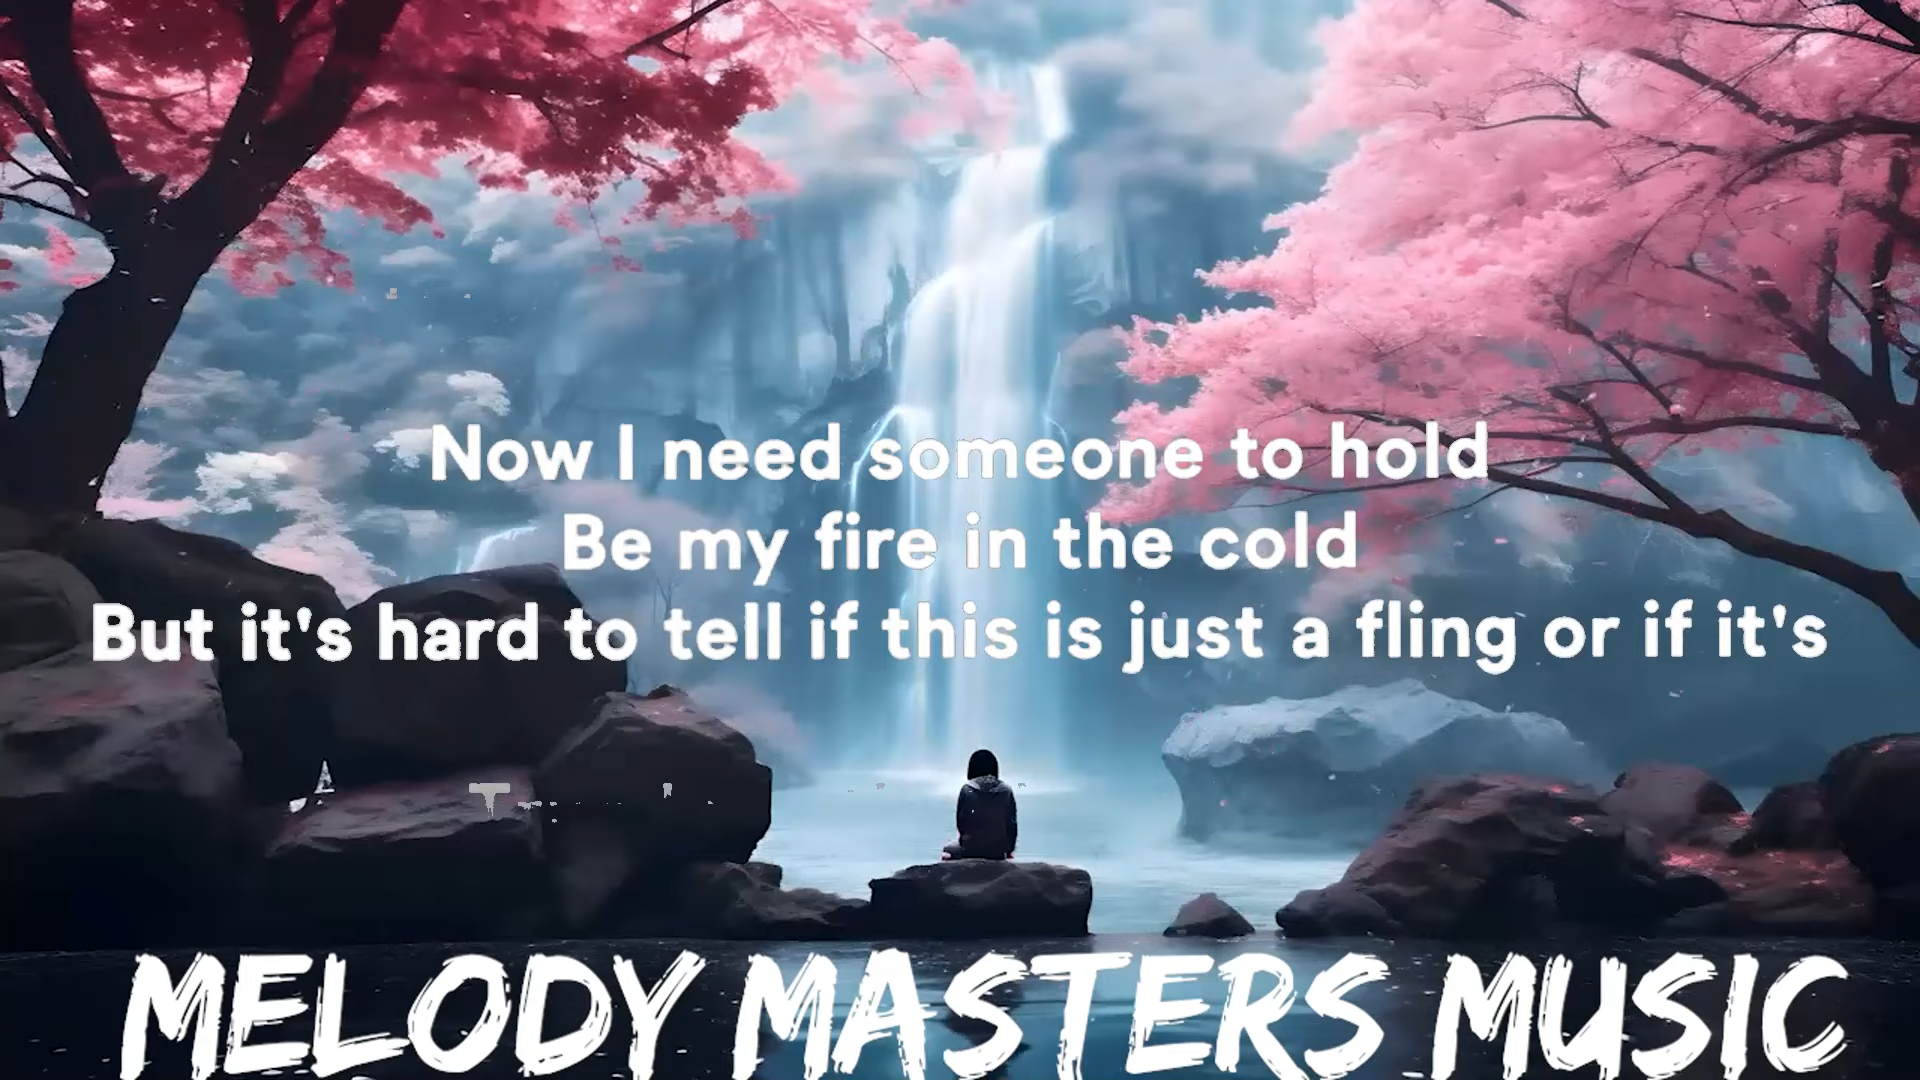 Now I need someone to hold
Be my fire in the cold
But it's hard to tell if this is just a fling or if it's
MELODY MASTERS MUSIC